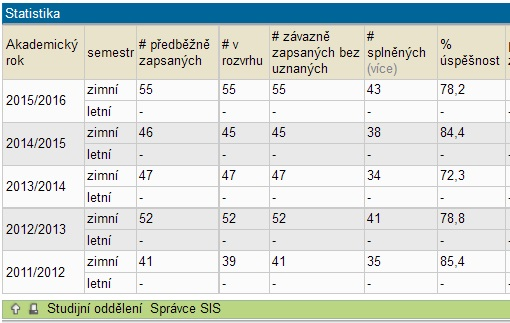 Statistika
Akademický rok semestr # předběžně zapsaných # v rozvrhu # závazně zapsaných bez uznaných # splněných (více) % úspěšnost
2015/2016 zimní 55 55 55 43 78,2
letní - - - - -
2014/2015 zimní 46 45 45 38 84,4
letní - - - - -
2013/2014 zimní 47 47 47 34 72,3
letní - - - - -
2012/2013 zimní 52 52 52 41 78,8
letní - - - - -
2011/2012 zimní 41 39 41 35 85,4
letní - - - - -
Studijní oddělení Správce SIS